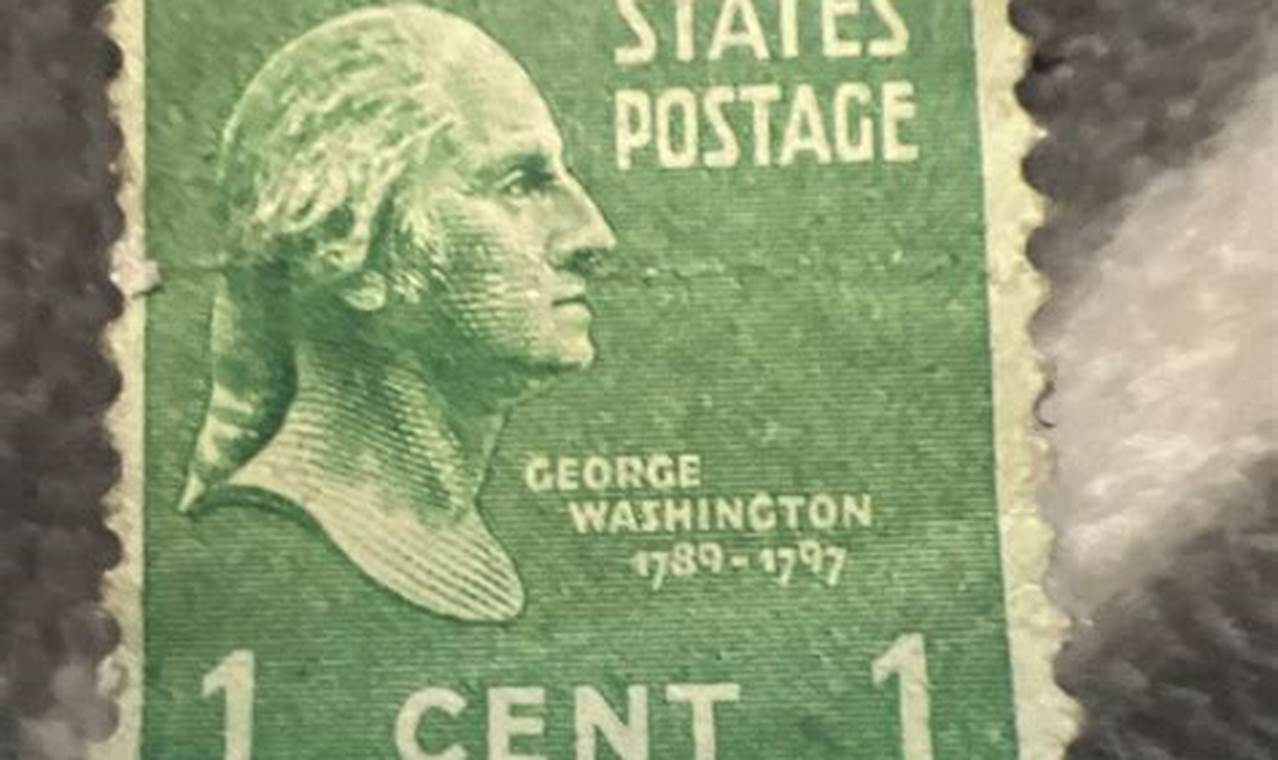 STATES
POSTAGE
GEORGE
WASHINGTON
1789-1797
1 CENT 1